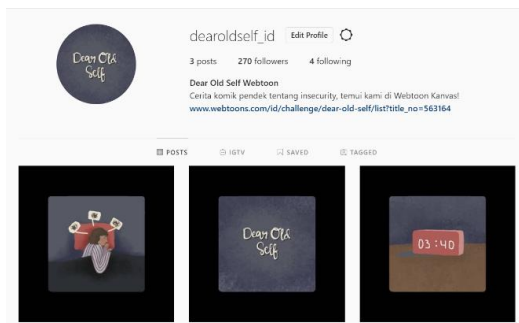 Dear Old
Self
dearoldself_id Edit Profile
3 posts 270 followers 4 following
Dear Old Self Webtoon
Cerita komik pendek tentang insecurity, temui kami di Webtoon Kanvas!
www.webtoons.com/id/challenge/dear-old-self/list?title_no=563164
POSTS IGTV SAVED TAGGED
Dear Old
Self
03:40